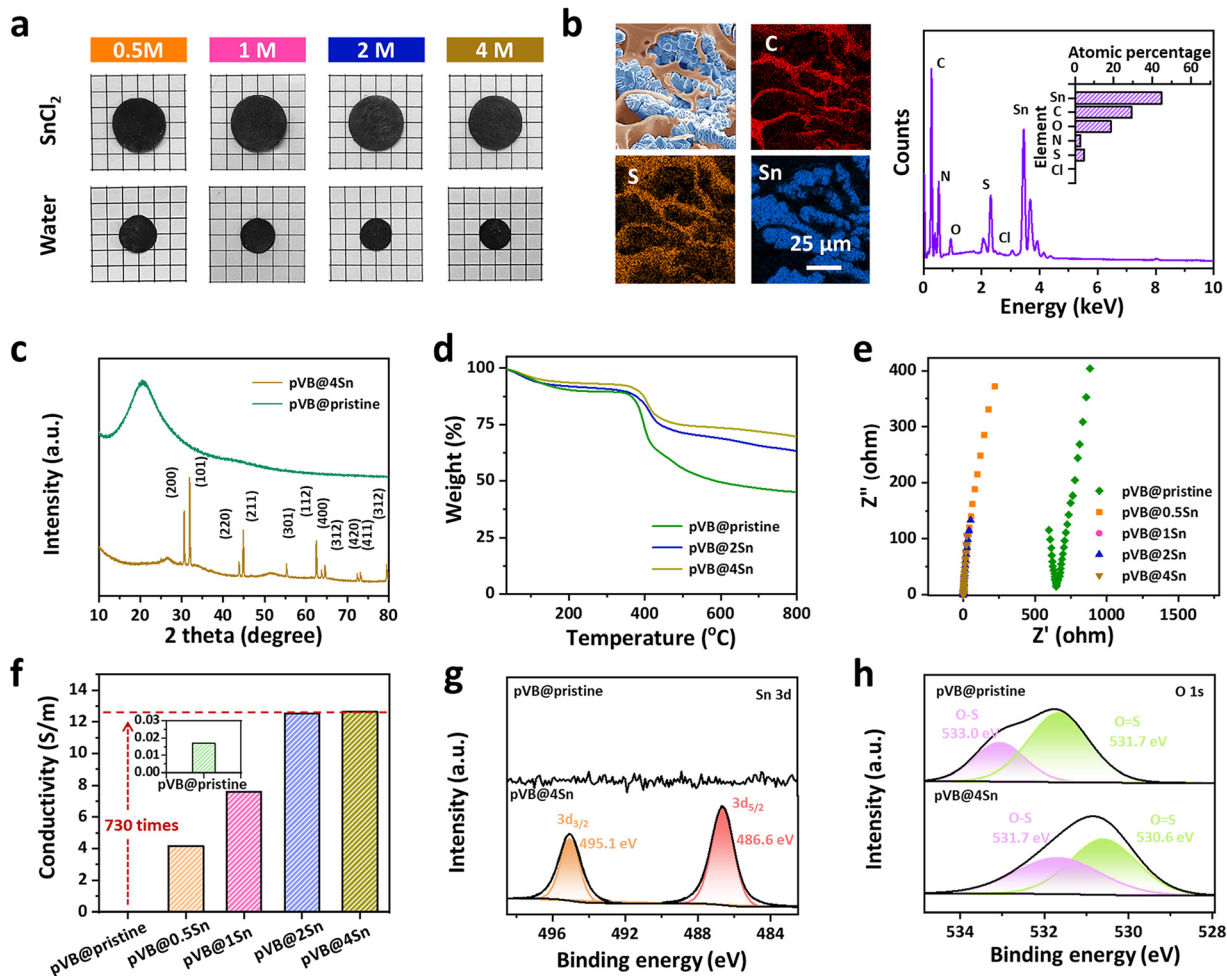 a
0.5M
1 M
2 M
4 M
SnCl2
Water
b
C
S
Sn
25 μm
Counts
C
N
O
S
Cl
Sn
Atomic percentage
0 20 40 60
Element
Sn
C
O
N
S
Cl
0 2 4 6 8 10
Energy (keV)
c
Intensity (a.u.)
pVB@4Sn
pVB@pristine
(200)
(101)
(220)
(211)
(301)
(112)
(400)
(312)
(420)
(411)
(312)
10 20 30 40 50 60 70 80
2 theta (degree)
d
Weight (%)
100
75
50
25
0
pVB@pristine
pVB@2Sn
pVB@4Sn
200 400 600 800
Temperature (°C)
e
Z'' (ohm)
400
300
200
100
0
pVB@pristine
pVB@0.5Sn
pVB@1Sn
pVB@2Sn
pVB@4Sn
0 250 500 750 1000 1250 1500
Z' (ohm)
f
Conductivity (S/m)
14
12
10
8
6
4
2
0
0.03
0.02
0.01
0.00
pVB@pristine
730 times
pVB@pristine
pVB@0.5Sn
pVB@1Sn
pVB@2Sn
pVB@4Sn
g
Intensity (a.u.)
pVB@pristine
Sn 3d
pVB@4Sn
3d3/2
495.1 eV
3d5/2
486.6 eV
496 492 488 484
Binding energy (eV)
h
Intensity (a.u.)
pVB@pristine
O 1s
O-S
533.0 eV
O=S
531.7 eV
pVB@4Sn
O-S
531.7 eV
O=S
530.6 eV
534 532 530 528
Binding energy (eV)